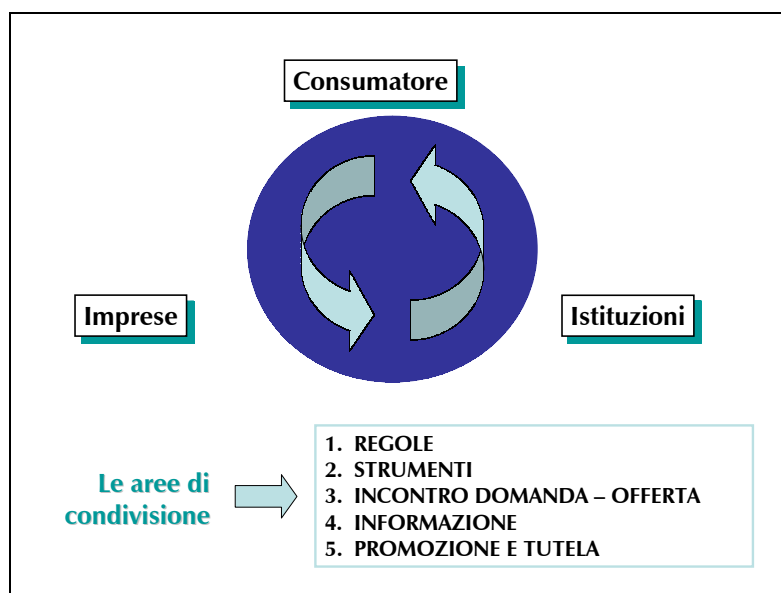 Consumatore
Imprese
Istituzioni
Le aree di
condivisione
1. REGOLE
2. STRUMENTI
3. INCONTRO DOMANDA – OFFERTA
4. INFORMAZIONE
5. PROMOZIONE E TUTELA